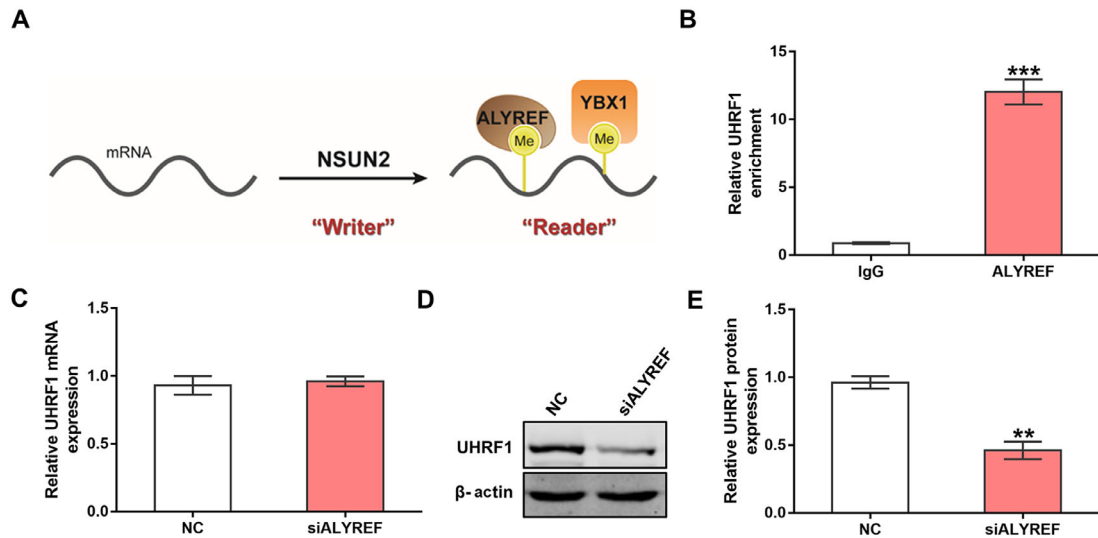 A
mRNA
NSUN2
"Writer"
ALYREF
Me
YBX1
Me
"Reader"
B
Relative UHRF1
enrichment
15
10
5
0
***
IgG
ALYREF
C
Relative UHRF1 mRNA
expression
1.5
1.0
0.5
0.0
NC
siALYREF
D
NC
siALYREF
UHRF1
β- actin
E
Relative UHRF1 protein
expression
1.5
1.0
0.5
0.0
**
NC
siALYREF